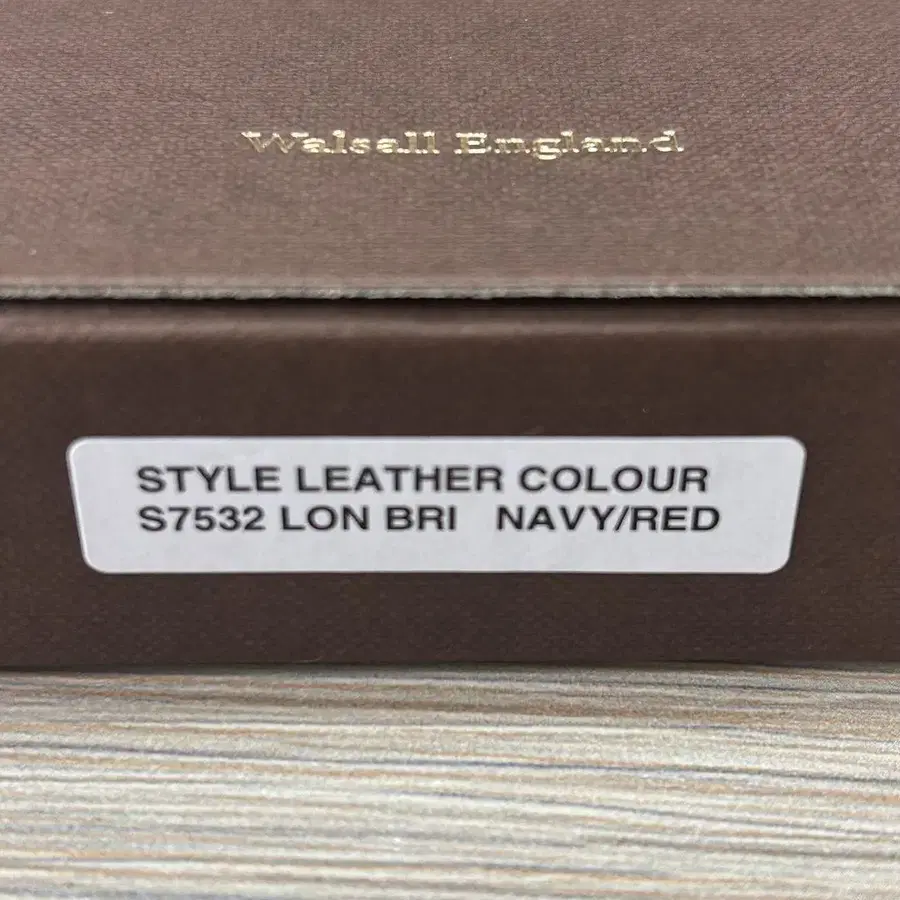 Walsall England
STYLE LEATHER COLOUR
S7532 LON BRI NAVY/RED